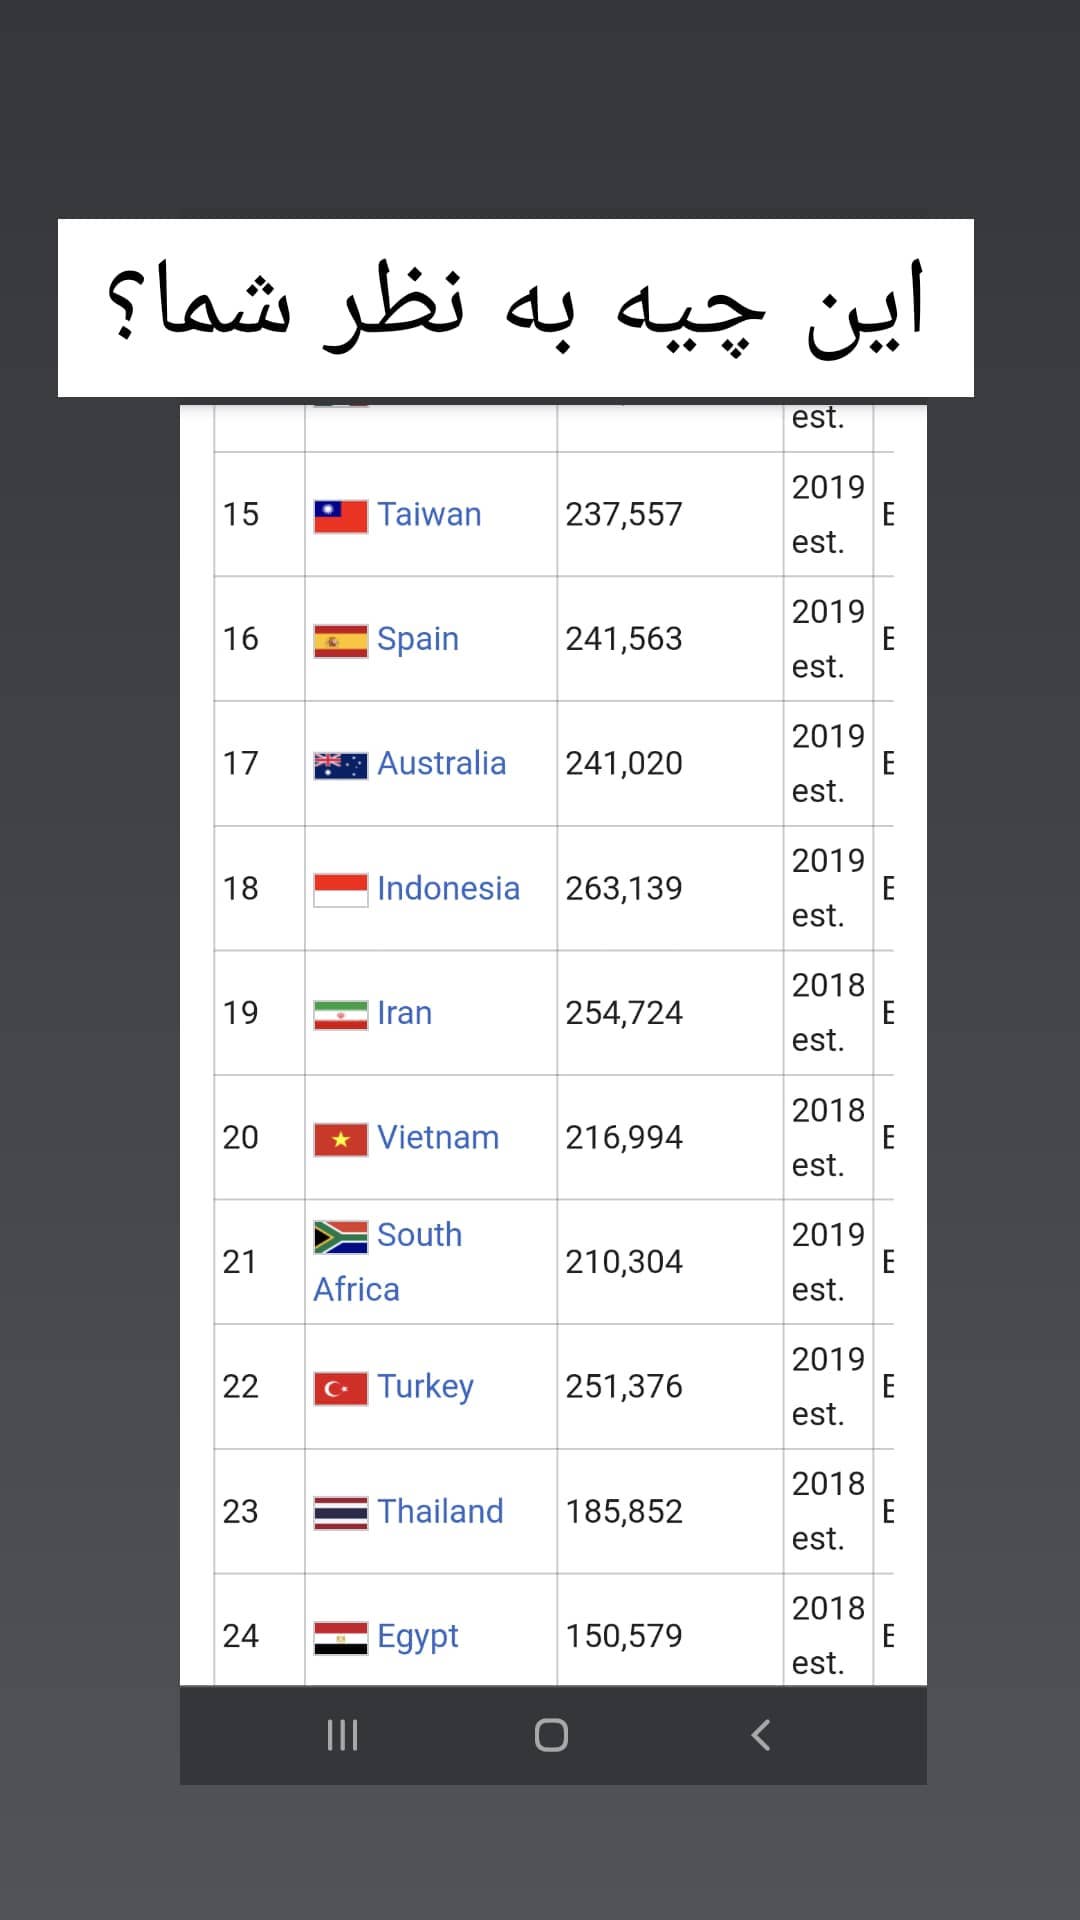 این چیه به نظر شما؟
est.
15 Taiwan 237,557 2019 est. E
16 Spain 241,563 2019 est. E
17 Australia 241,020 2019 est. E
18 Indonesia 263,139 2019 est. E
19 Iran 254,724 2018 est. E
20 Vietnam 216,994 2018 est. E
21 South Africa 210,304 2019 est. E
22 Turkey 251,376 2019 est. E
23 Thailand 185,852 2018 est. E
24 Egypt 150,579 2018 est. E